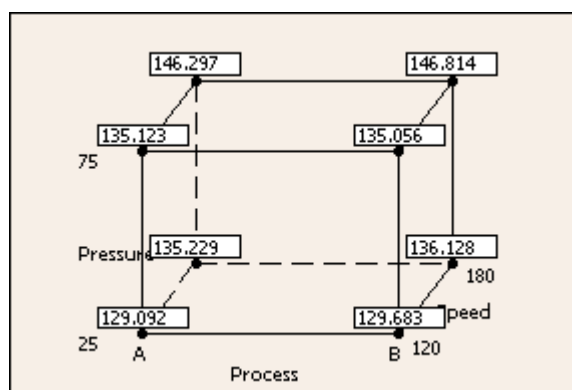 146.297 146.814
135.123 135.056
75
Pressure 135.229 136.128
180
129.092 129.683 Speed
25 A B 120
Process